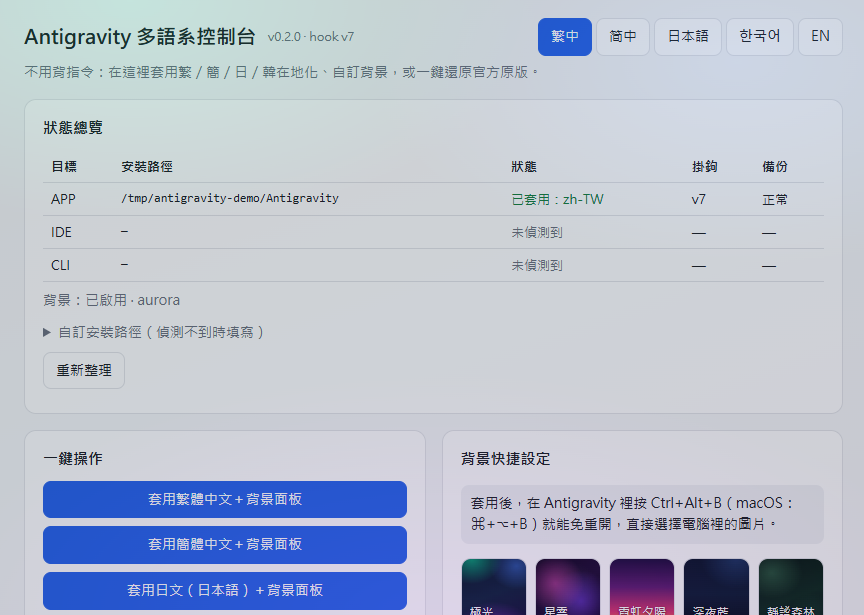 Antigravity 多語系控制台 v0.2.0 · hook v7
繁中 简中 日本語 한국어 EN
不用背指令：在這裡套用繁 / 簡 / 日 / 韓在地化、自訂背景，或一鍵還原官方原版。
狀態總覽
目標 安裝路徑 狀態 掛鉤 備份
APP /tmp/antigravity-demo/Antigravity 已套用：zh-TW v7 正常
IDE – 未偵測到 — —
CLI – 未偵測到 — —
背景：已啟用 · aurora
▶ 自訂安裝路徑（偵測不到時填寫）
重新整理
一鍵操作
套用繁體中文＋背景面板
套用簡體中文＋背景面板
套用日文（日本語）＋背景面板
背景快捷設定
套用後，在 Antigravity 裡按 Ctrl+Alt+B（macOS：
⌘+⌥+B）就能免重開，直接選擇電腦裡的圖片。
極光 星雲 霓虹夕陽 深夜藍 靜謐森林